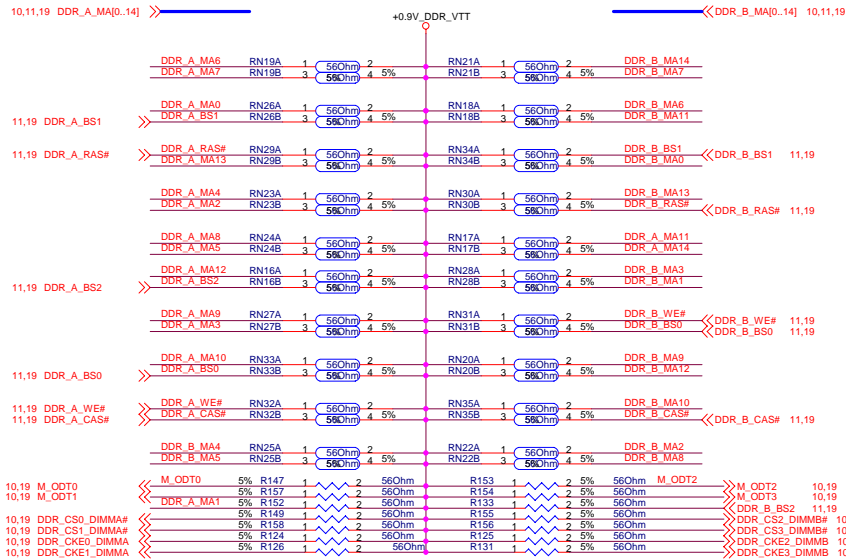 10,11,19 DDR_A_MA[0..14] +0.9V_DDR_VTT DDR_B_MA[0..14] 10,11,19
DDR_A_MA6 RN19A 1 56Ohm 2 RN21A 1 56Ohm 2 DDR_B_MA14
DDR_A_MA7 RN19B 3 56Ohm 4 5% RN21B 3 56Ohm 4 5% DDR_B_MA7
DDR_A_MA0 RN26A 1 56Ohm 2 RN18A 1 56Ohm 2 DDR_B_MA6
11,19 DDR_A_BS1 DDR_A_BS1 RN26B 3 56Ohm 4 5% RN18B 3 56Ohm 4 5% DDR_B_MA11
11,19 DDR_A_RAS# DDR_A_RAS# RN29A 1 56Ohm 2 RN34A 1 56Ohm 2 DDR_B_BS1 DDR_B_BS1 11,19
DDR_A_MA13 RN29B 3 56Ohm 4 5% RN34B 3 56Ohm 4 5% DDR_B_MA0
DDR_A_MA4 RN23A 1 56Ohm 2 RN30A 1 56Ohm 2 DDR_B_MA13
DDR_A_MA2 RN23B 3 56Ohm 4 5% RN30B 3 56Ohm 4 5% DDR_B_RAS# DDR_B_RAS# 11,19
DDR_A_MA8 RN24A 1 56Ohm 2 RN17A 1 56Ohm 2 DDR_A_MA11
DDR_A_MA5 RN24B 3 56Ohm 4 5% RN17B 3 56Ohm 4 5% DDR_A_MA14
DDR_A_MA12 RN16A 1 56Ohm 2 RN28A 1 56Ohm 2 DDR_B_MA3
11,19 DDR_A_BS2 DDR_A_BS2 RN16B 3 56Ohm 4 5% RN28B 3 56Ohm 4 5% DDR_B_MA1
DDR_A_MA9 RN27A 1 56Ohm 2 RN31A 1 56Ohm 2 DDR_B_WE# DDR_B_WE# 11,19
DDR_A_MA3 RN27B 3 56Ohm 4 5% RN31B 3 56Ohm 4 5% DDR_B_BS0 DDR_B_BS0 11,19
DDR_A_MA10 RN33A 1 56Ohm 2 RN20A 1 56Ohm 2 DDR_B_MA9
11,19 DDR_A_BS0 DDR_A_BS0 RN33B 3 56Ohm 4 5% RN20B 3 56Ohm 4 5% DDR_B_MA12
11,19 DDR_A_WE# DDR_A_WE# RN32A 1 56Ohm 2 RN35A 1 56Ohm 2 DDR_B_MA10
11,19 DDR_A_CAS# DDR_A_CAS# RN32B 3 56Ohm 4 5% RN35B 3 56Ohm 4 5% DDR_B_CAS# DDR_B_CAS# 11,19
DDR_B_MA4 RN25A 1 56Ohm 2 RN22A 1 56Ohm 2 DDR_B_MA2
DDR_B_MA5 RN25B 3 56Ohm 4 5% RN22B 3 56Ohm 4 5% DDR_B_MA8
10,19 M_ODT0 M_ODT0 5% R147 1 2 56Ohm R153 1 2 5% 56Ohm M_ODT2 M_ODT2 10,19
10,19 M_ODT1 5% R157 1 2 56Ohm R154 1 2 5% 56Ohm M_ODT3 10,19
DDR_A_MA1 5% R152 1 2 56Ohm R133 1 2 5% 56Ohm DDR_B_BS2 11,19
10,19 DDR_CS0_DIMMA# 5% R149 1 2 56Ohm R155 1 2 5% 56Ohm DDR_CS2_DIMMB# 10
10,19 DDR_CS1_DIMMA# 5% R158 1 2 56Ohm R156 1 2 5% 56Ohm DDR_CS3_DIMMB# 10
10,19 DDR_CKE0_DIMMA 5% R124 1 2 56Ohm R125 1 2 5% 56Ohm DDR_CKE2_DIMMB 10
10,19 DDR_CKE1_DIMMA 5% R126 1 2 56Ohm R131 1 2 5% 56Ohm DDR_CKE3_DIMMB 10